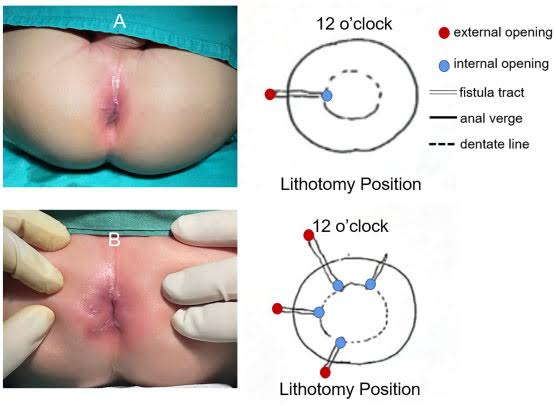 A
12 o’clock
external opening
internal opening
fistula tract
anal verge
dentate line
Lithotomy Position
B
12 o’clock
Lithotomy Position